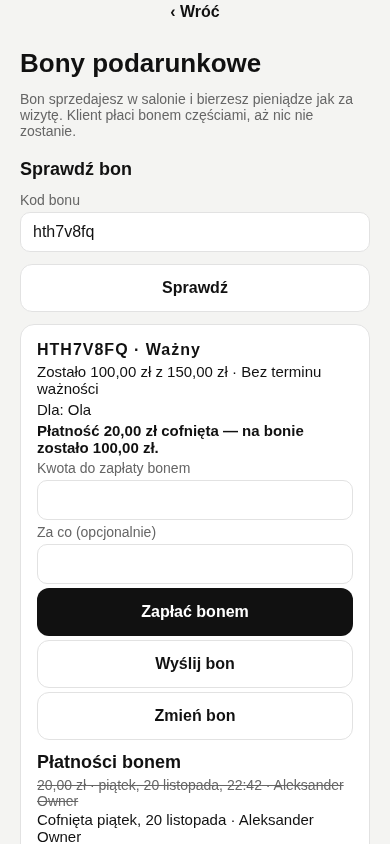 ‹ Wróć
Bony podarunkowe
Bon sprzedajesz w salonie i bierzesz pieniądze jak za
wizytę. Klient płaci bonem częściami, aż nic nie
zostanie.
Sprawdź bon
Kod bonu
hth7v8fq
Sprawdź
HTH7V8FQ · Ważny
Zostało 100,00 zł z 150,00 zł · Bez terminu
ważności
Dla: Ola
Płatność 20,00 zł cofnięta — na bonie
zostało 100,00 zł.
Kwota do zapłaty bonem
Za co (opcjonalnie)
Zapłać bonem
Wyślij bon
Zmień bon
Płatności bonem
20,00 zł · piątek, 20 listopada, 22:42 · Aleksander
Owner
Cofnięta piątek, 20 listopada · Aleksander
Owner